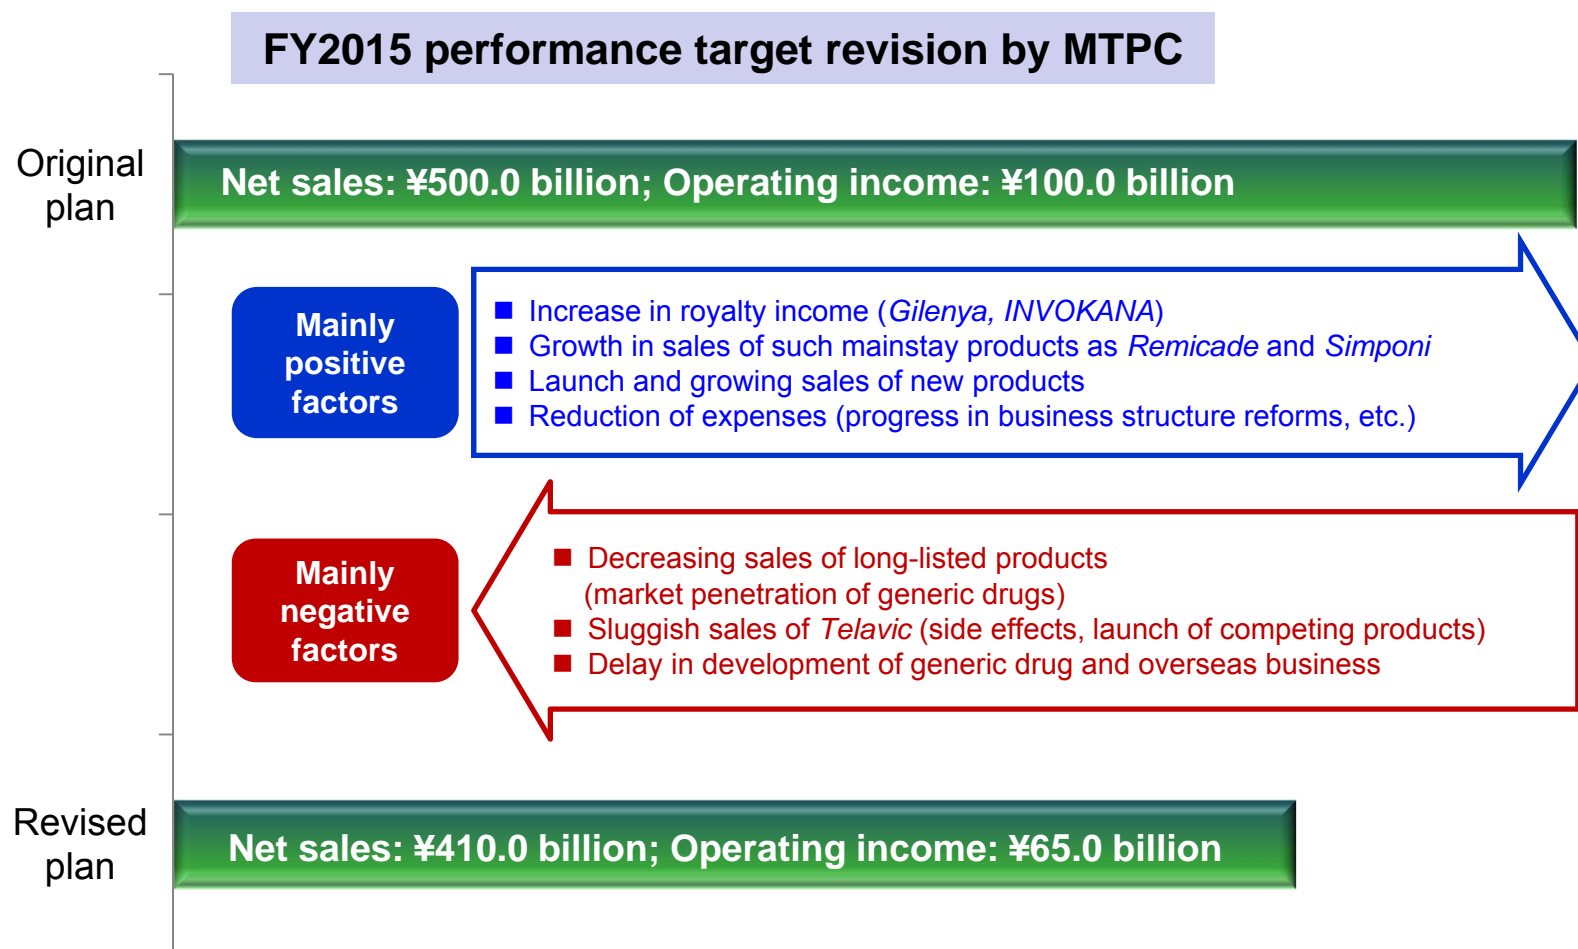 FY2015 performance target revision by MTPC
Original
plan
Net sales: ¥500.0 billion; Operating income: ¥100.0 billion
Mainly
positive
factors
■ Increase in royalty income (Gilenya, INVOKANA)
■ Growth in sales of such mainstay products as Remicade and Simponi
■ Launch and growing sales of new products
■ Reduction of expenses (progress in business structure reforms, etc.)
Mainly
negative
factors
■ Decreasing sales of long-listed products
(market penetration of generic drugs)
■ Sluggish sales of Telavic (side effects, launch of competing products)
■ Delay in development of generic drug and overseas business
Revised
plan
Net sales: ¥410.0 billion; Operating income: ¥65.0 billion